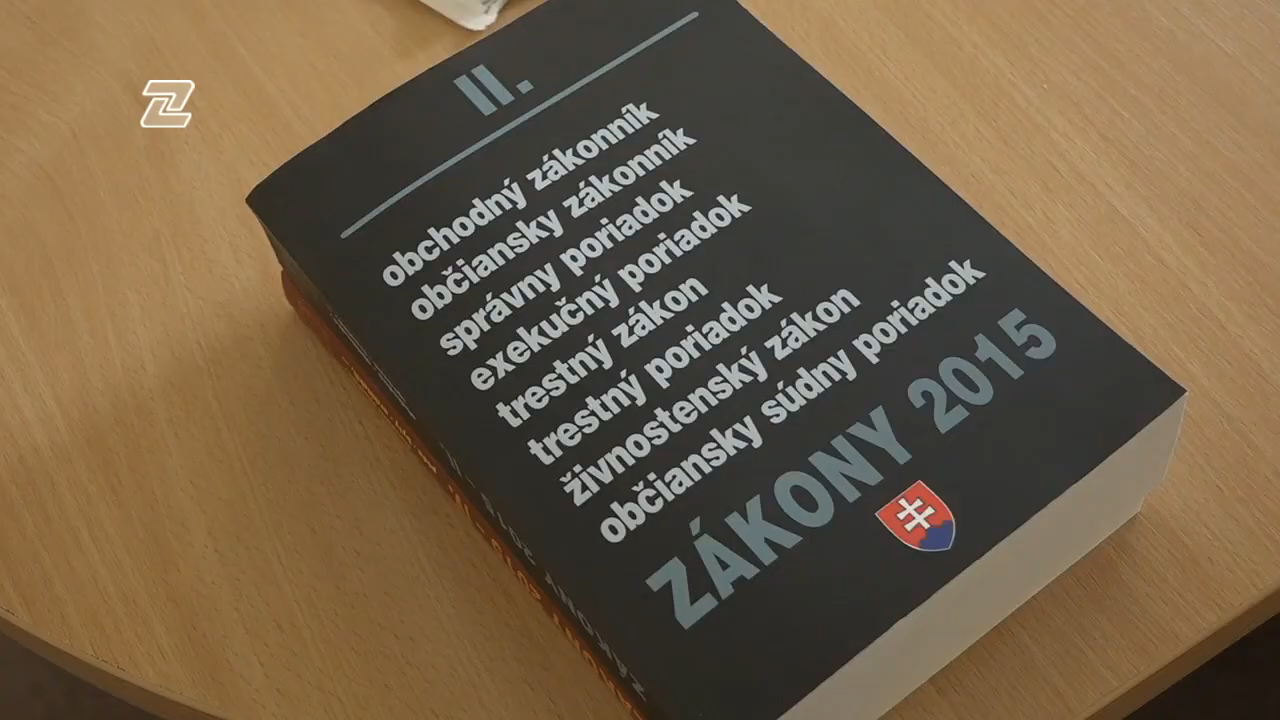 II.
obchodný zákonník
občiansky zákonník
správny poriadok
exekučný poriadok
trestný zákon
trestný poriadok
živnostenský zákon
občiansky súdny poriadok
ZÁKONY 2015